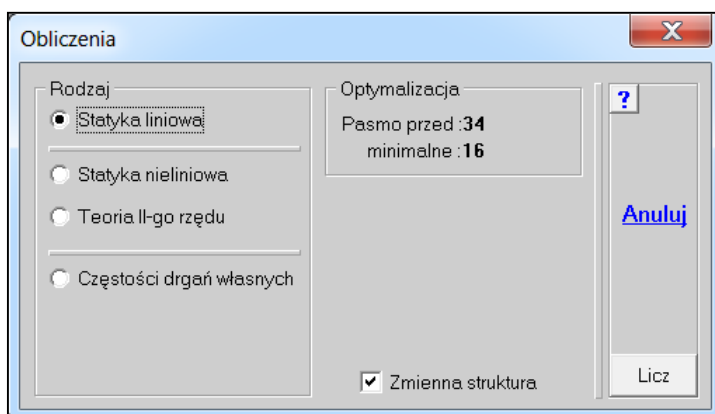 Obliczenia
X
Rodzaj
Statyka liniowa
Statyka nieliniowa
Teoria II-go rzędu
Częstości drgań własnych
Optymalizacja
Pasmo przed :34
minimalne :16
Zmienna struktura
?
Anuluj
Licz